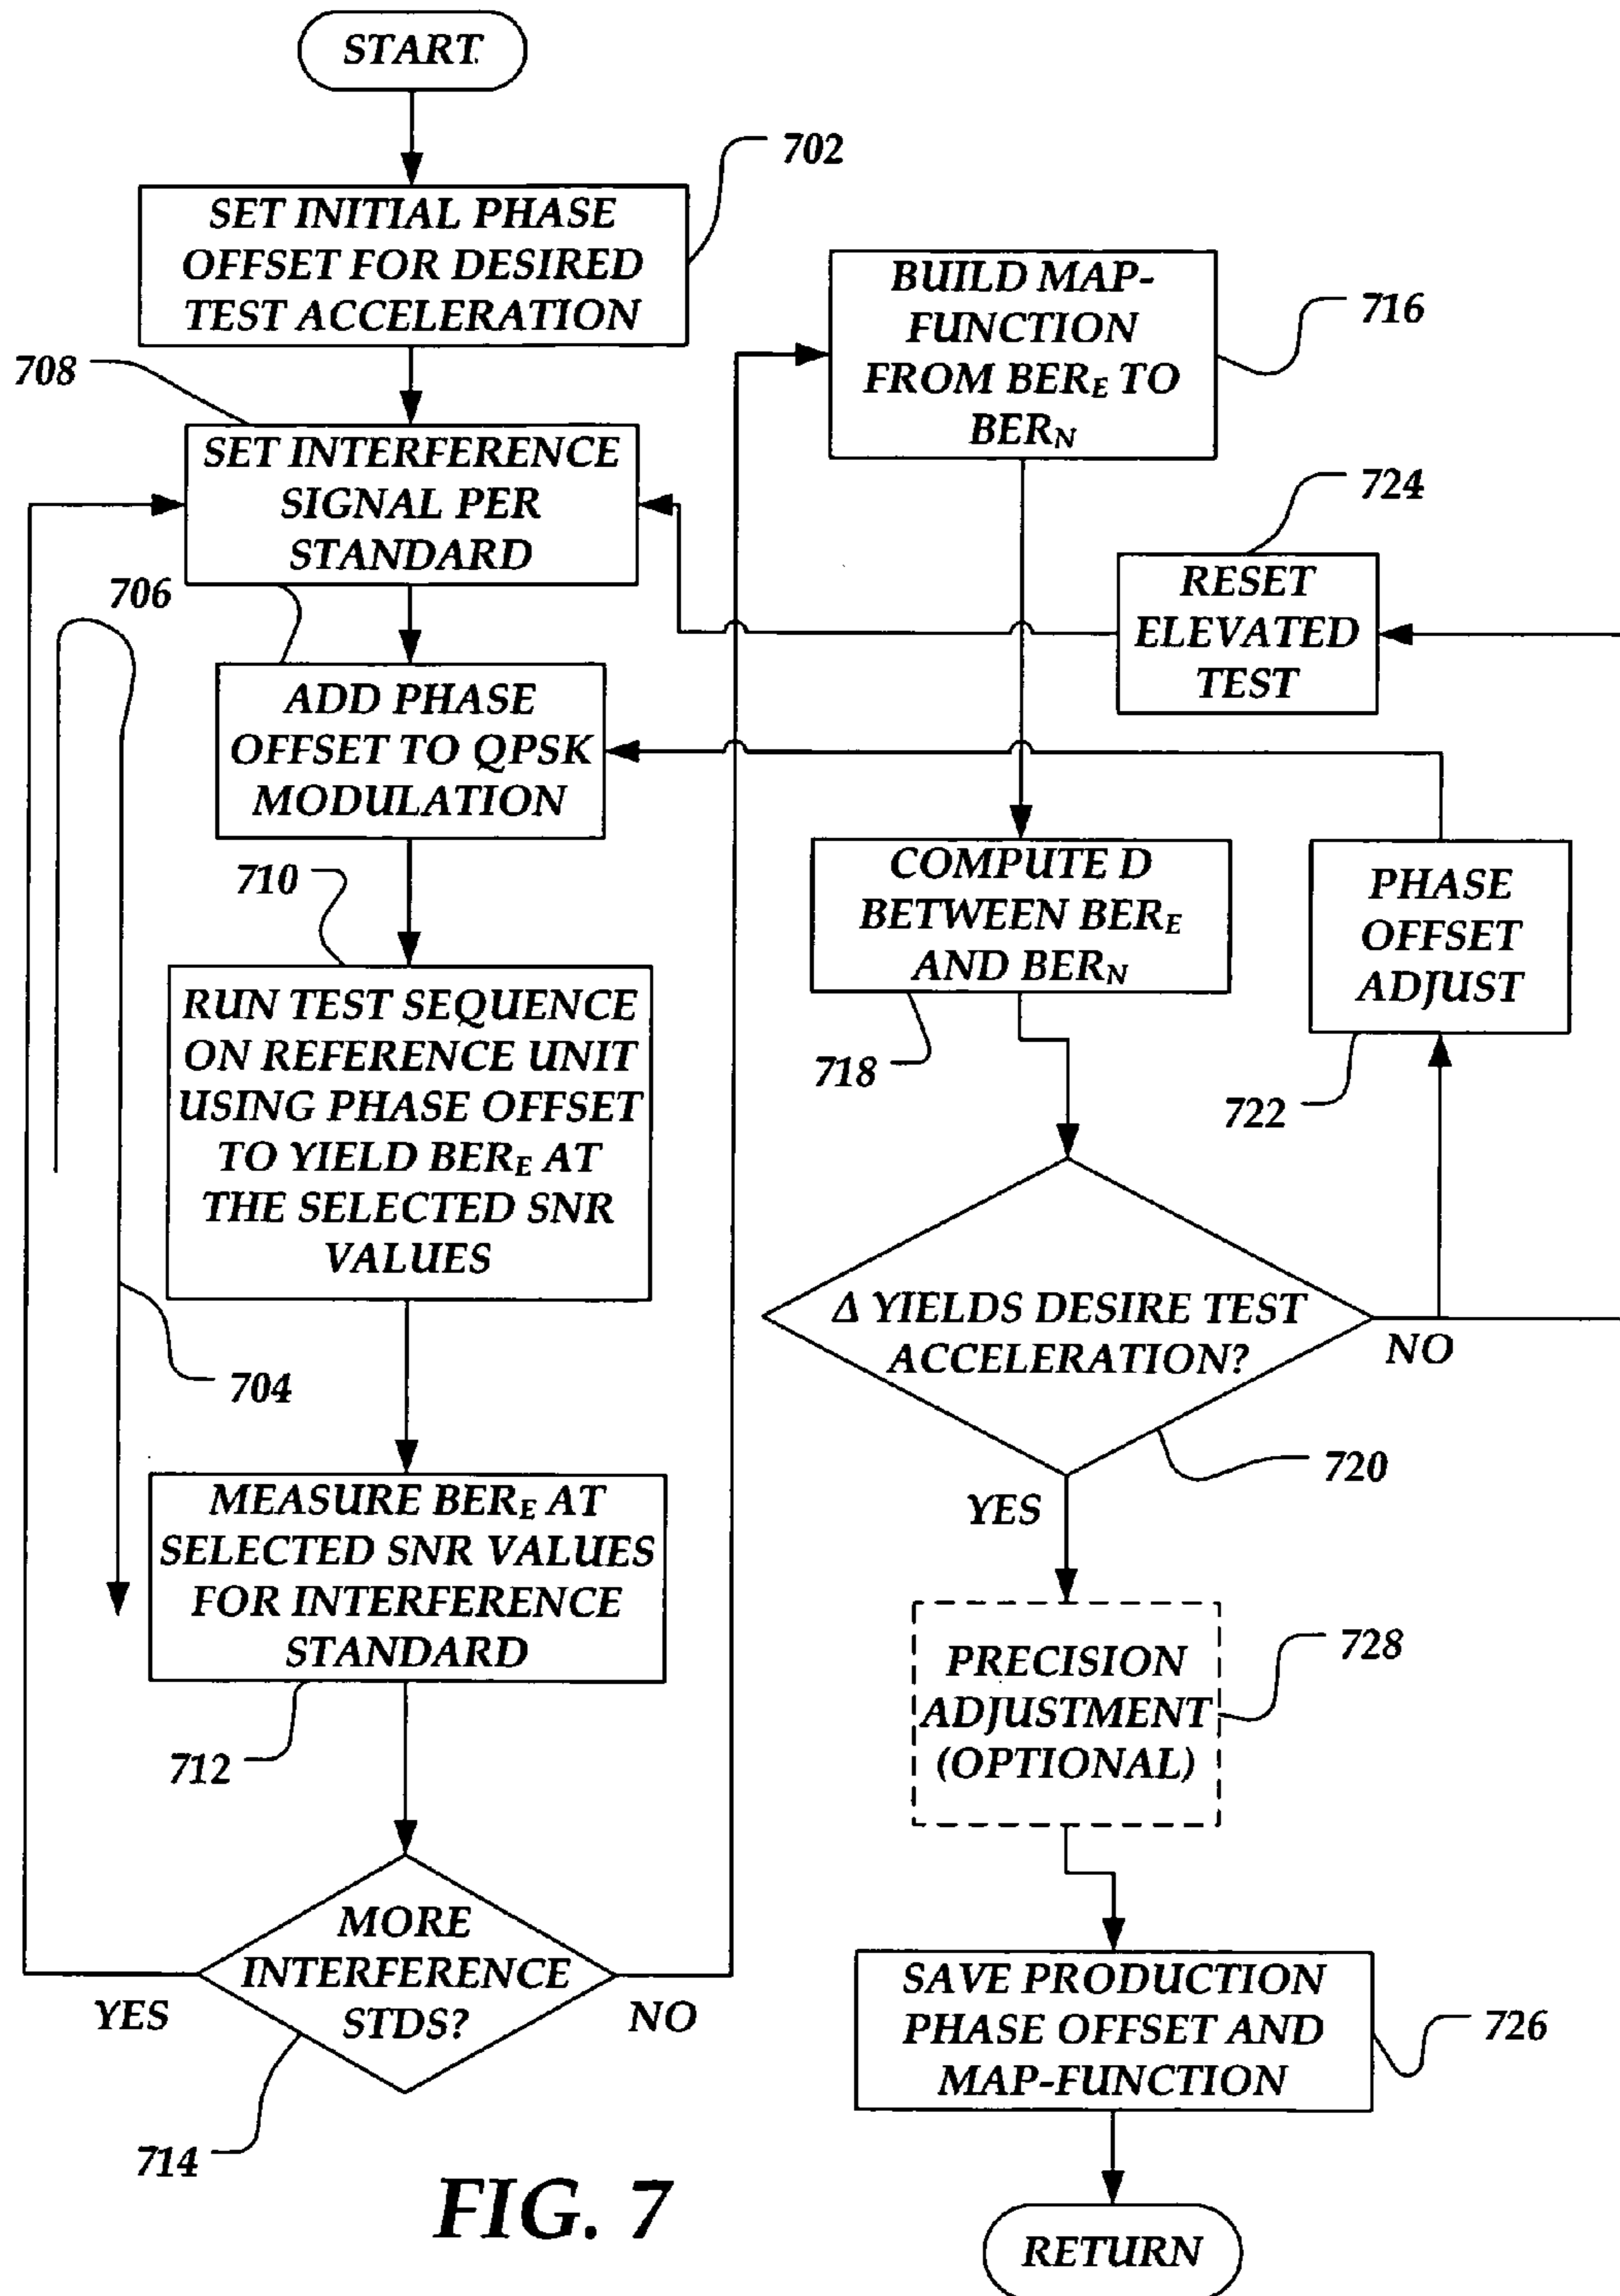 START
702
SET INITIAL PHASE
OFFSET FOR DESIRED
TEST ACCELERATION
708
SET INTERFERENCE
SIGNAL PER
STANDARD
706
ADD PHASE
OFFSET TO QPSK
MODULATION
710
RUN TEST SEQUENCE
ON REFERENCE UNIT
USING PHASE OFFSET
TO YIELD BERE AT
THE SELECTED SNR
VALUES
704
MEASURE BERE AT
SELECTED SNR VALUES
FOR INTERFERENCE
STANDARD
712
MORE
INTERFERENCE
STDS?
YES
NO
714
BUILD MAP-
FUNCTION
FROM BERE TO
BERN
716
724
RESET
ELEVATED
TEST
COMPUTE D
BETWEEN BERE
AND BERN
718
PHASE
OFFSET
ADJUST
722
Δ YIELDS DESIRE TEST
ACCELERATION?
NO
720
YES
PRECISION
ADJUSTMENT
(OPTIONAL)
728
SAVE PRODUCTION
PHASE OFFSET AND
MAP-FUNCTION
726
RETURN
FIG. 7